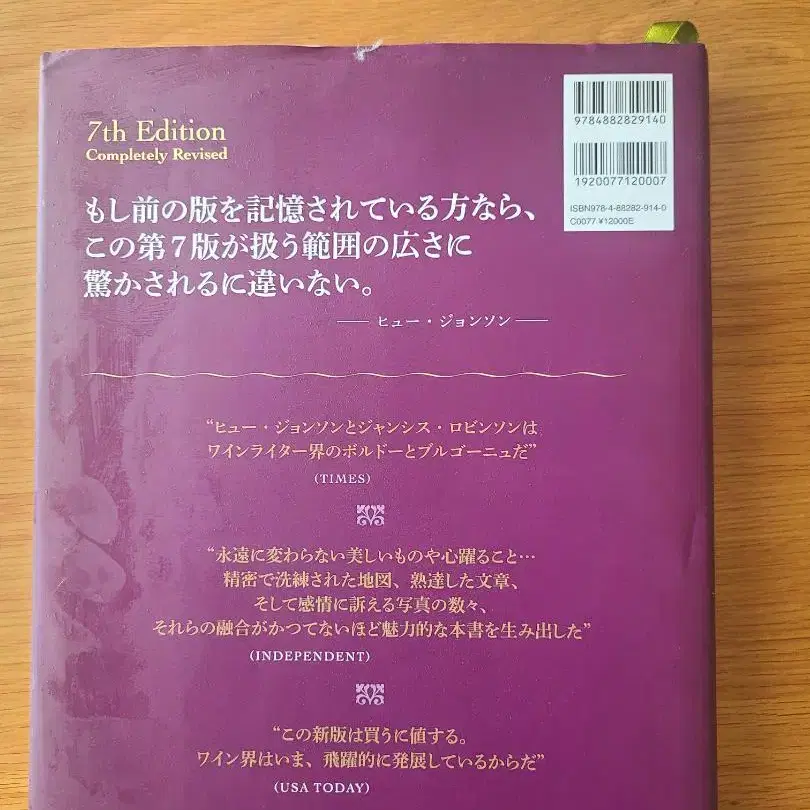 7th Edition
Completely Revised
9784882829140
1920077120007
ISBN978-4-88282-914-0
C0077 ¥12000E
もし前の版を記憶されている方なら、
この第7版が扱う範囲の広さに
驚かされるに違いない。
── ヒュー・ジョンソン ──
“ヒュー・ジョンソンとジャンシス・ロビンソンは
ワインライター界のボルドーとブルゴーニュだ”
(TIMES)
“永遠に変わらない美しいものや心躍ること…
精密で洗練された地図、熟達した文章、
そして感情に訴える写真の数々、
それらの融合がかつてないほど魅力的な本書を生み出した”
(INDEPENDENT)
“この新版は買うに値する。
ワイン界はいま、飛躍的に発展しているからだ”
(USA TODAY)